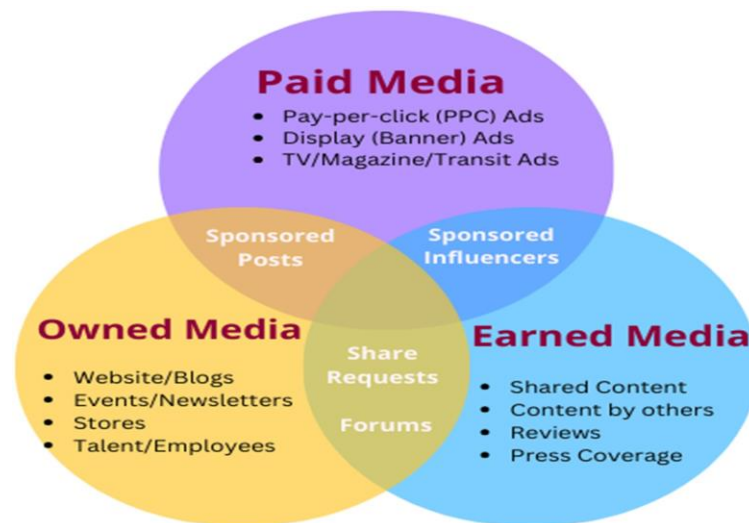 Paid Media
• Pay-per-click (PPC) Ads
• Display (Banner) Ads
• TV/Magazine/Transit Ads
Sponsored
Posts
Sponsored
Influencers
Owned Media
• Website/Blogs
• Events/Newsletters
• Stores
• Talent/Employees
Share
Requests
Forums
Earned Media
• Shared Content
• Content by others
• Reviews
• Press Coverage